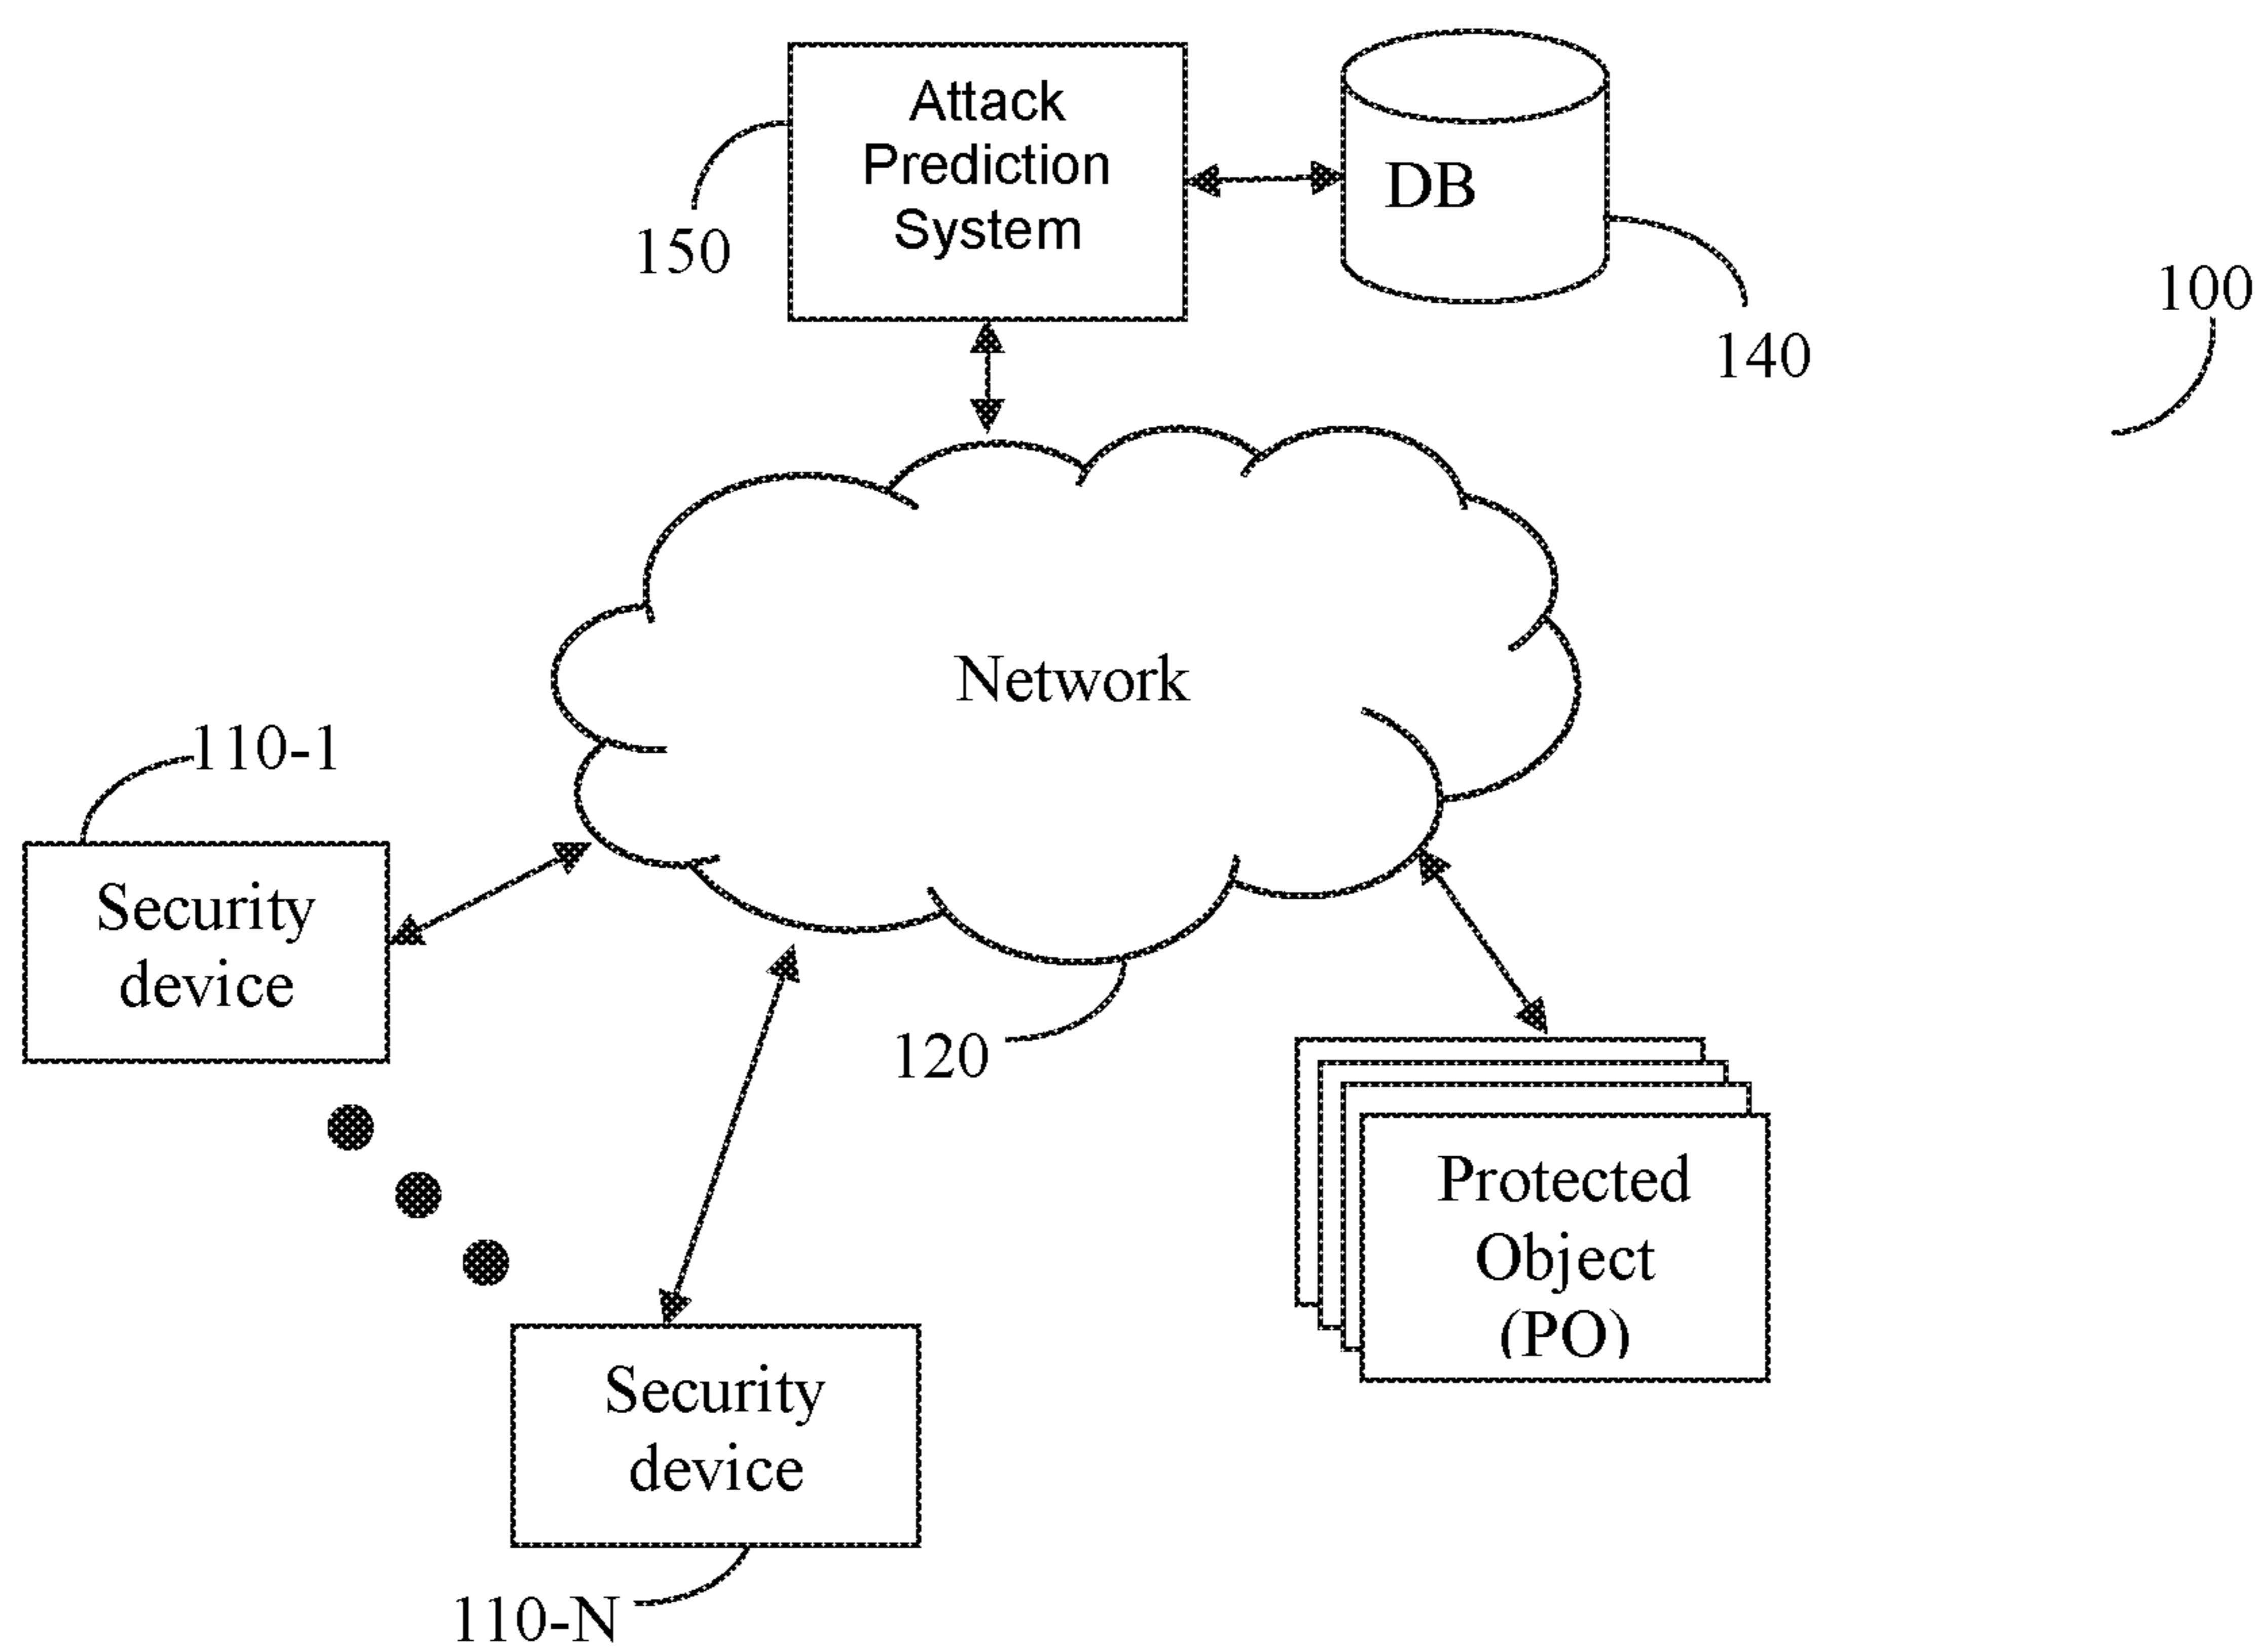 Attack
Prediction
System
DB
150
140
100
Network
110-1
Security
device
120
Protected
Object
(PO)
Security
device
110-N